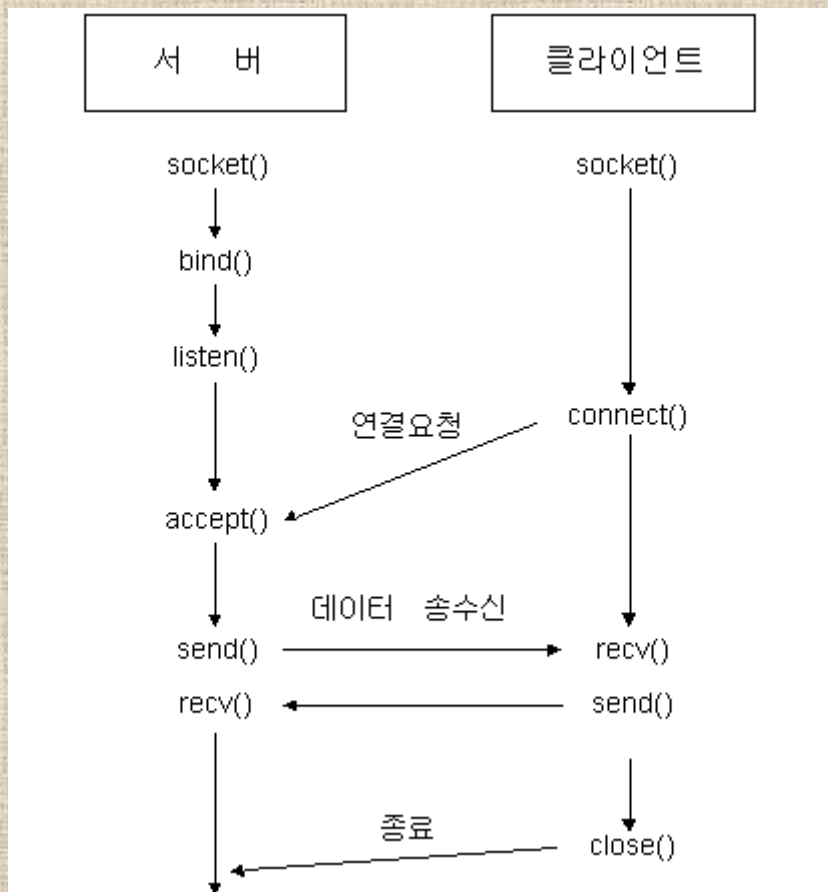 서 버
클라이언트
socket()
socket()
bind()
listen()
연결요청
connect()
accept()
데이터 송수신
send()
recv()
recv()
send()
종료
close()